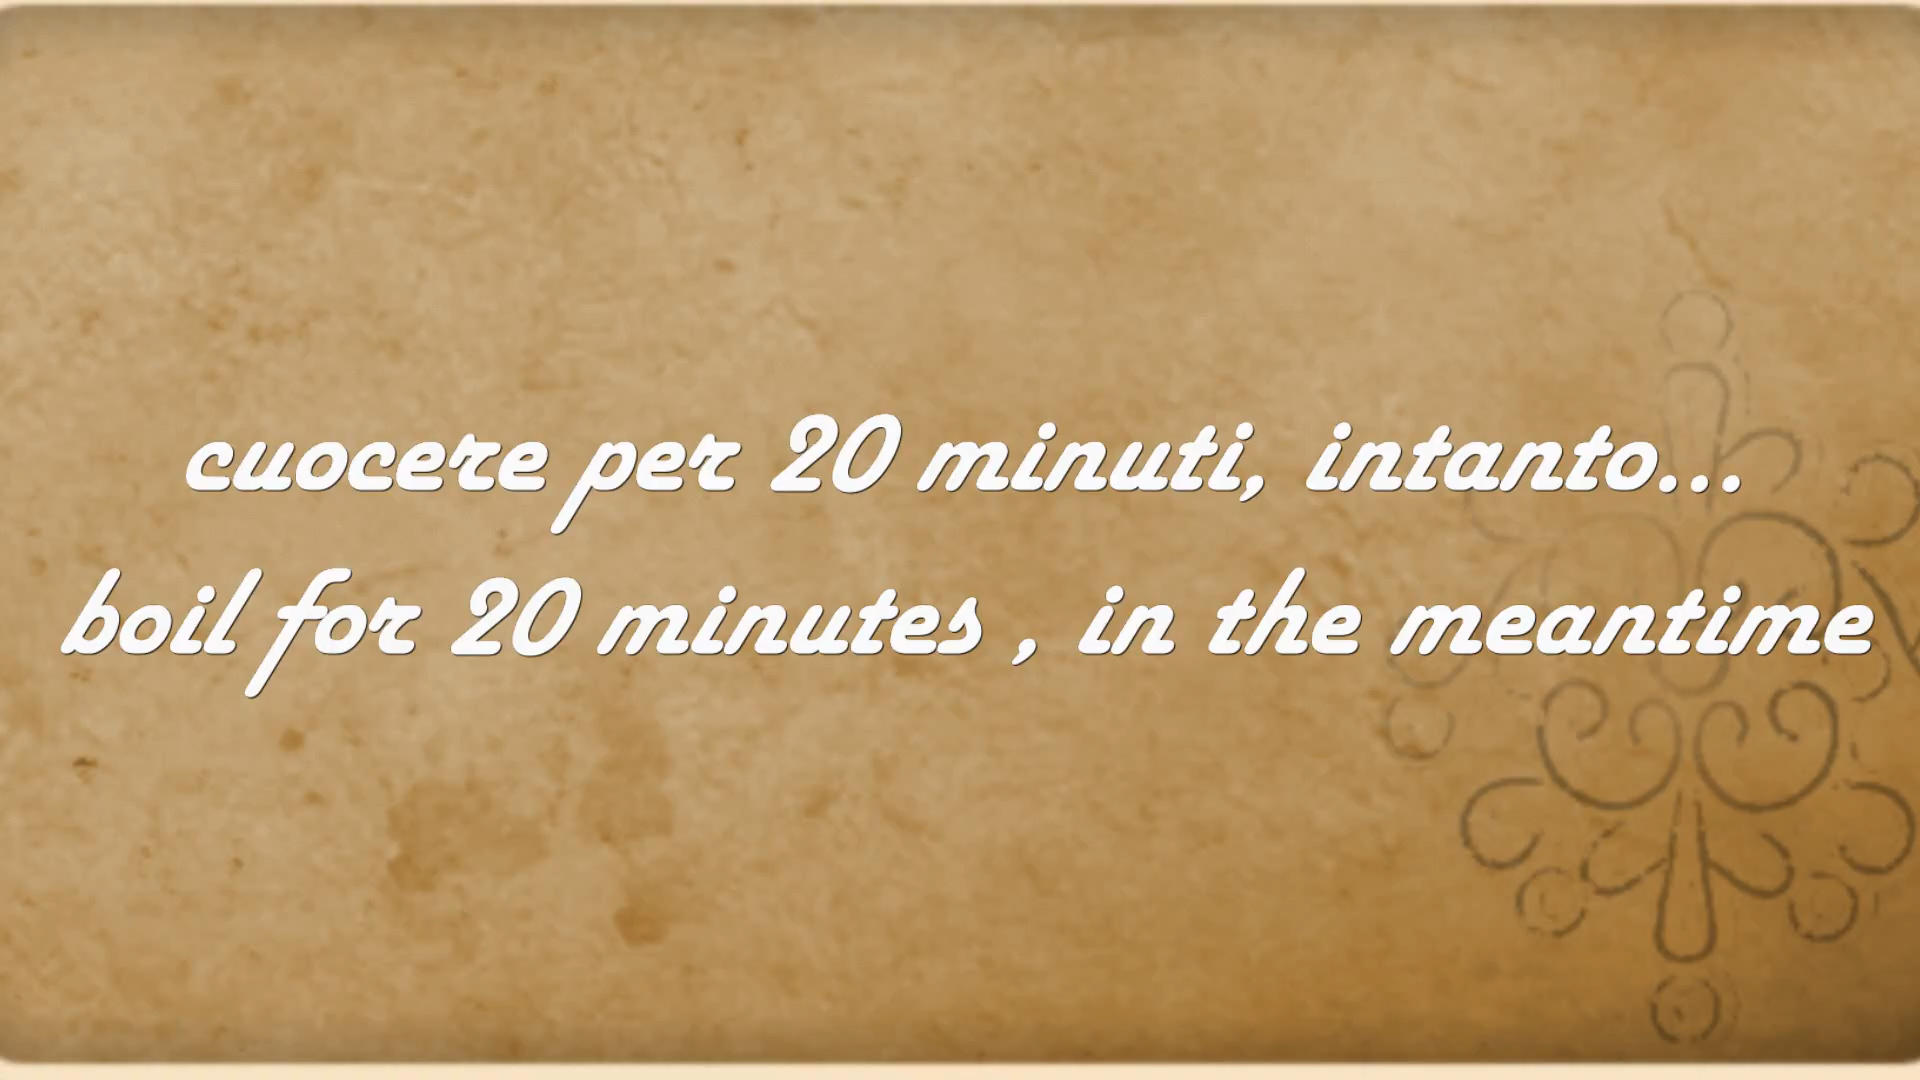 cuocere per 20 minuti, intanto...
boil for 20 minutes , in the meantime